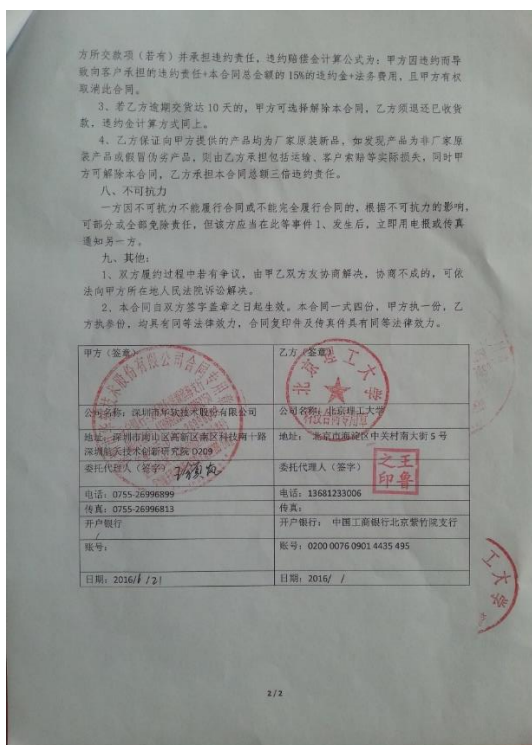 方所交款项（若有）并承担违约责任，违约赔偿金计算公式为：甲方因违约而导
致向客户承担的违约责任+本合同总金额的15%的违约金+法务费用，且甲方有权
取消此合同。
3、若乙方逾期交货达 10 天的，甲方可选择解除本合同，乙方须退还已收货
款，违约金计算方式同上。
4、乙方保证向甲方提供的产品均为厂家原装新品，如发现产品为非厂家原
装产品或假冒伪劣产品，则由乙方承担包括运输、客户索赔等实际损失，同时甲
方可解除本合同，乙方承担本合同总额三倍违约责任。
八、不可抗力
一方因不可抗力不能履行合同或不能完全履行合同的，根据不可抗力的影响，
可部分或全部免除责任，但该方应当在此等事件 1、发生后，立即用电报或传真
通知另一方。
九、其他：
1、双方履约过程中若有争议，由甲乙双方友协商解决，协商不成的，可依
法向甲方所在地人民法院诉讼解决。
2、本合同自双方签字盖章之日起生效。本合同一式四份，甲方执一份，乙
方执叁份，均具有同等法律效力，合同复印件及传真件具有同等法律效力。
甲方（签章）
乙方（签章）
公司名称：深圳市华软技术股份有限公司
公司名称：北京理工大学
地址：深圳市南山区高新区南区科技南十路
深圳航天技术创新研究院 D209
地址： 北京市海淀区中关村南大街 5 号
委托代理人（签字）
委托代理人（签字）
王鲁
之印
电话：0755-26996899
电话：13681233006
传真：0755-26996813
传真：
开户银行
/
开户银行： 中国工商银行北京紫竹院支行
账号：
账号：0200 0076 0901 4435 495
日期：2016/ /21
日期：2016/ /
北京理工大学
科技合同专用章
工大学
2/2